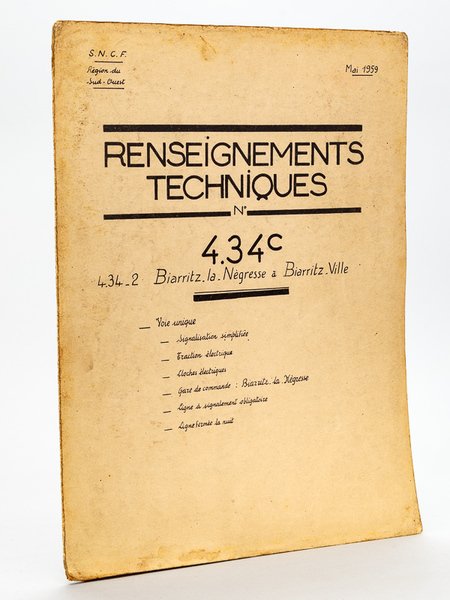 S.N.C.F.
Région du
Sud-Ouest
Mai 1959
RENSEIGNEMENTS
TECHNIQUES
N°
4.34c
4.34-2 Biarritz-la-Négresse à Biarritz-Ville
— Voie unique
— Signalisation simplifiée
— Traction électrique
— Cloches électriques
— Gare de commande : Biarritz-la Négresse
— Ligne à signalement obligatoire
— Ligne fermée la nuit